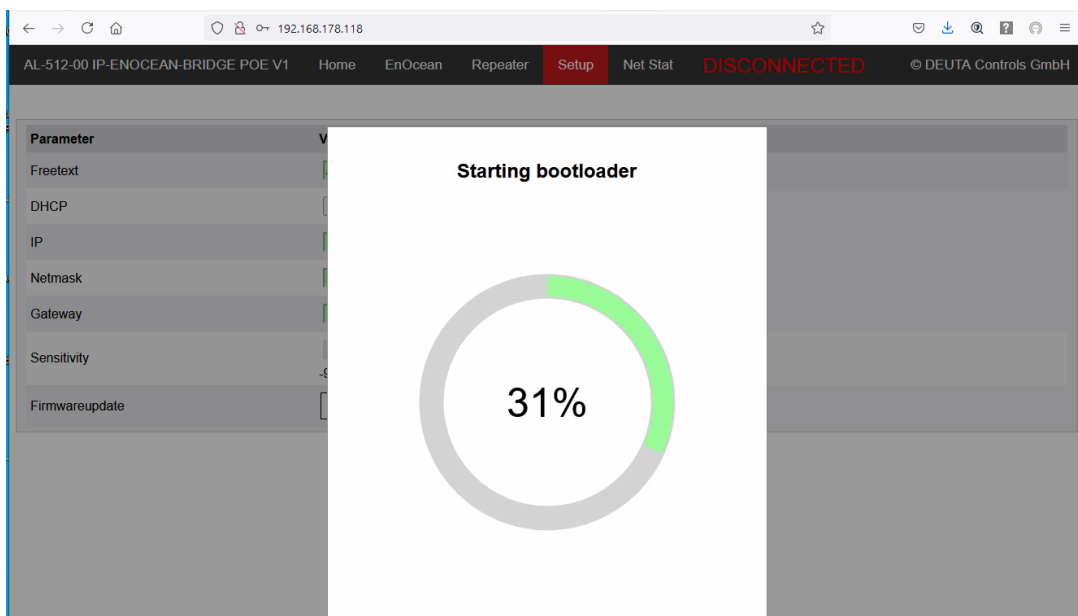 192.168.178.118
AL-512-00 IP-ENOCEAN-BRIDGE POE V1 Home EnOcean Repeater Setup Net Stat DISCONNECTED © DEUTA Controls GmbH
Parameter
Freetext
DHCP
IP
Netmask
Gateway
Sensitivity
Firmwareupdate
Starting bootloader
31%